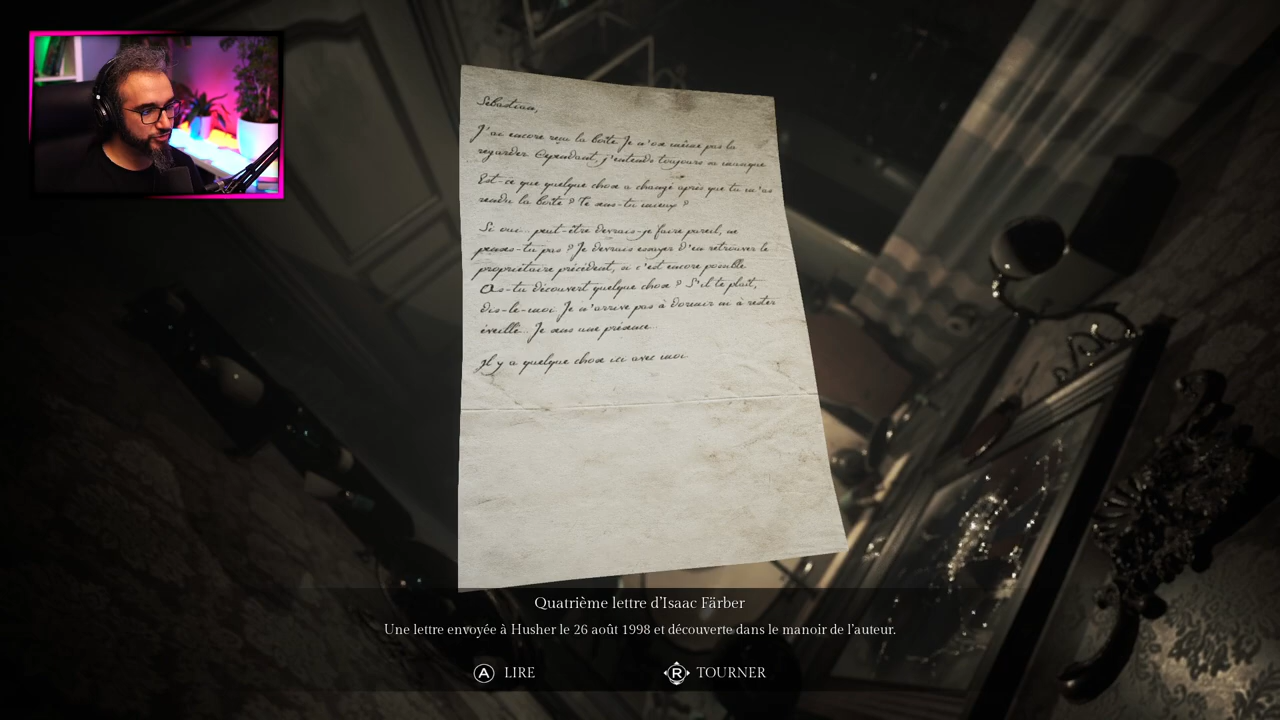 Sebastian,
J'ai encore reçu la boîte Je n'ose même pas la
regarder. Cependant, j'entends toujours sa musique
Est-ce que quelque chose a changé après que tu m'as
rendu la boîte ? Te sens-tu mieux ?
Si oui... peut-être devrais-je faire pareil, ne
penses-tu pas ? Je devrais essayer d'en retrouver le
propriétaire précédent, si c'est encore possible
As-tu découvert quelque chose ? S'il te plaît,
dis-le-moi Je n'arrive pas à dormir ni à rester
éveillé... Je sens une présence...
Il y a quelque chose ici avec moi
Quatrième lettre d'Isaac Färber
Une lettre envoyée à Husher le 26 août 1998 et découverte dans le manoir de l'auteur.
A LIRE
R TOURNER